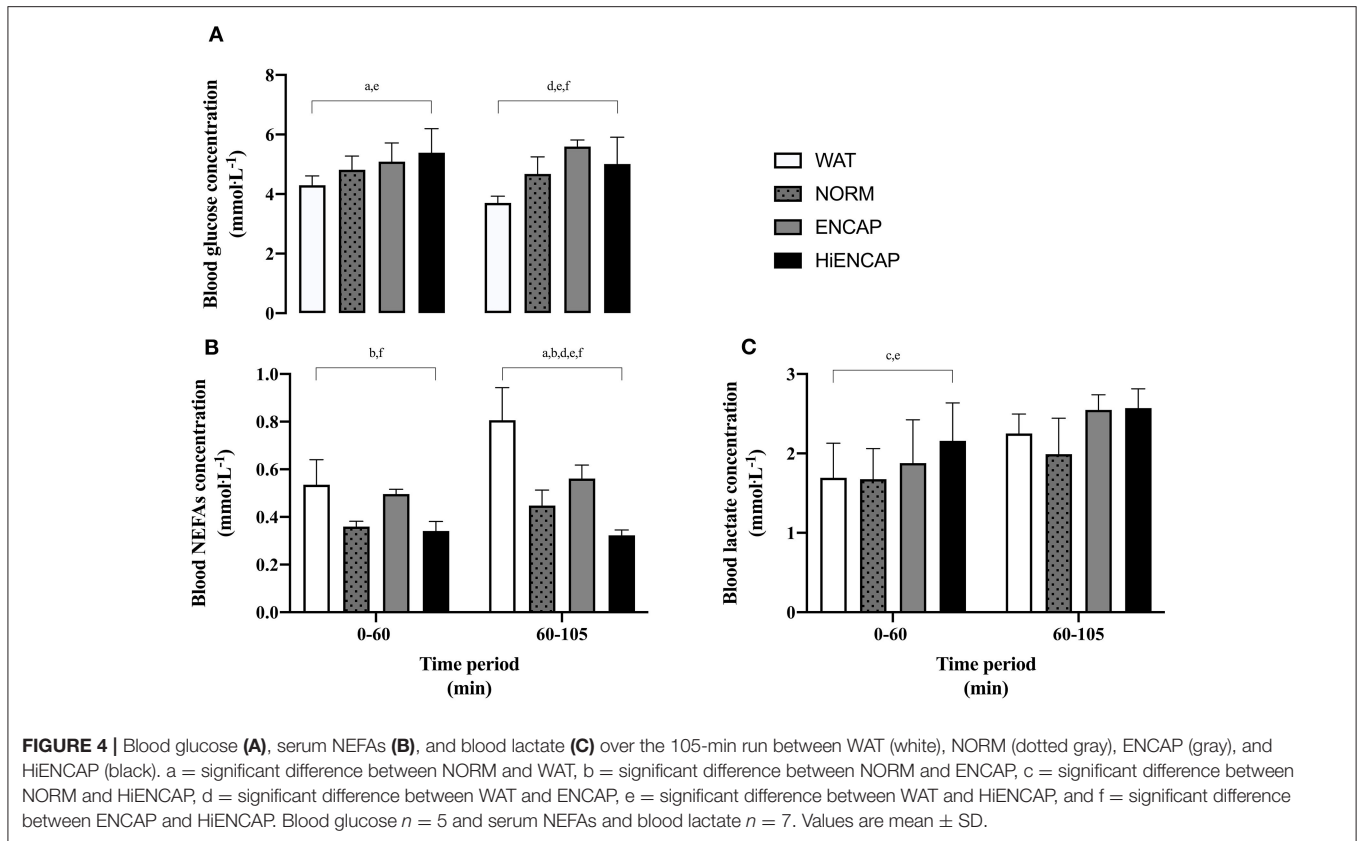 A
Blood glucose concentration
(mmol·L⁻¹)
8
6
4
2
0
a,e
d,e,f
WAT
NORM
ENCAP
HiENCAP
B
Blood NEFAs concentration
(mmol·L⁻¹)
1.0
0.8
0.6
0.4
0.2
0.0
b,f
a,b,d,e,f
0-60
60-105
Time period
(min)
C
Blood lactate concentration
(mmol·L⁻¹)
3
2
1
0
c,e
0-60
60-105
Time period
(min)
FIGURE 4 | Blood glucose (A), serum NEFAs (B), and blood lactate (C) over the 105-min run between WAT (white), NORM (dotted gray), ENCAP (gray), and
HiENCAP (black). a = significant difference between NORM and WAT, b = significant difference between NORM and ENCAP, c = significant difference between
NORM and HiENCAP, d = significant difference between WAT and ENCAP, e = significant difference between WAT and HiENCAP, and f = significant difference
between ENCAP and HiENCAP. Blood glucose n = 5 and serum NEFAs and blood lactate n = 7. Values are mean ± SD.